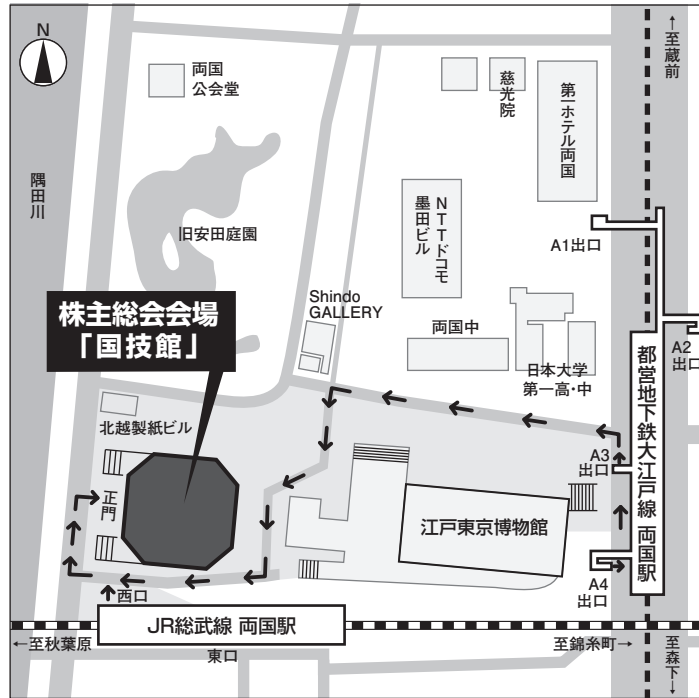 N
↑至蔵前
両国
公会堂
慈光院
第一ホテル両国
隅田川
NTTドコモ
墨田ビル
旧安田庭園
A1出口
株主総会会場
「国技館」
Shindo
GALLERY
両国中
日本大学
第一高・中
A2
出口
都営地下鉄大江戸線 両国駅
北越製紙ビル
A3
出口
正門
江戸東京博物館
A4
出口
西口
JR総武線 両国駅
←至秋葉原
東口
至錦糸町→
至森下↓